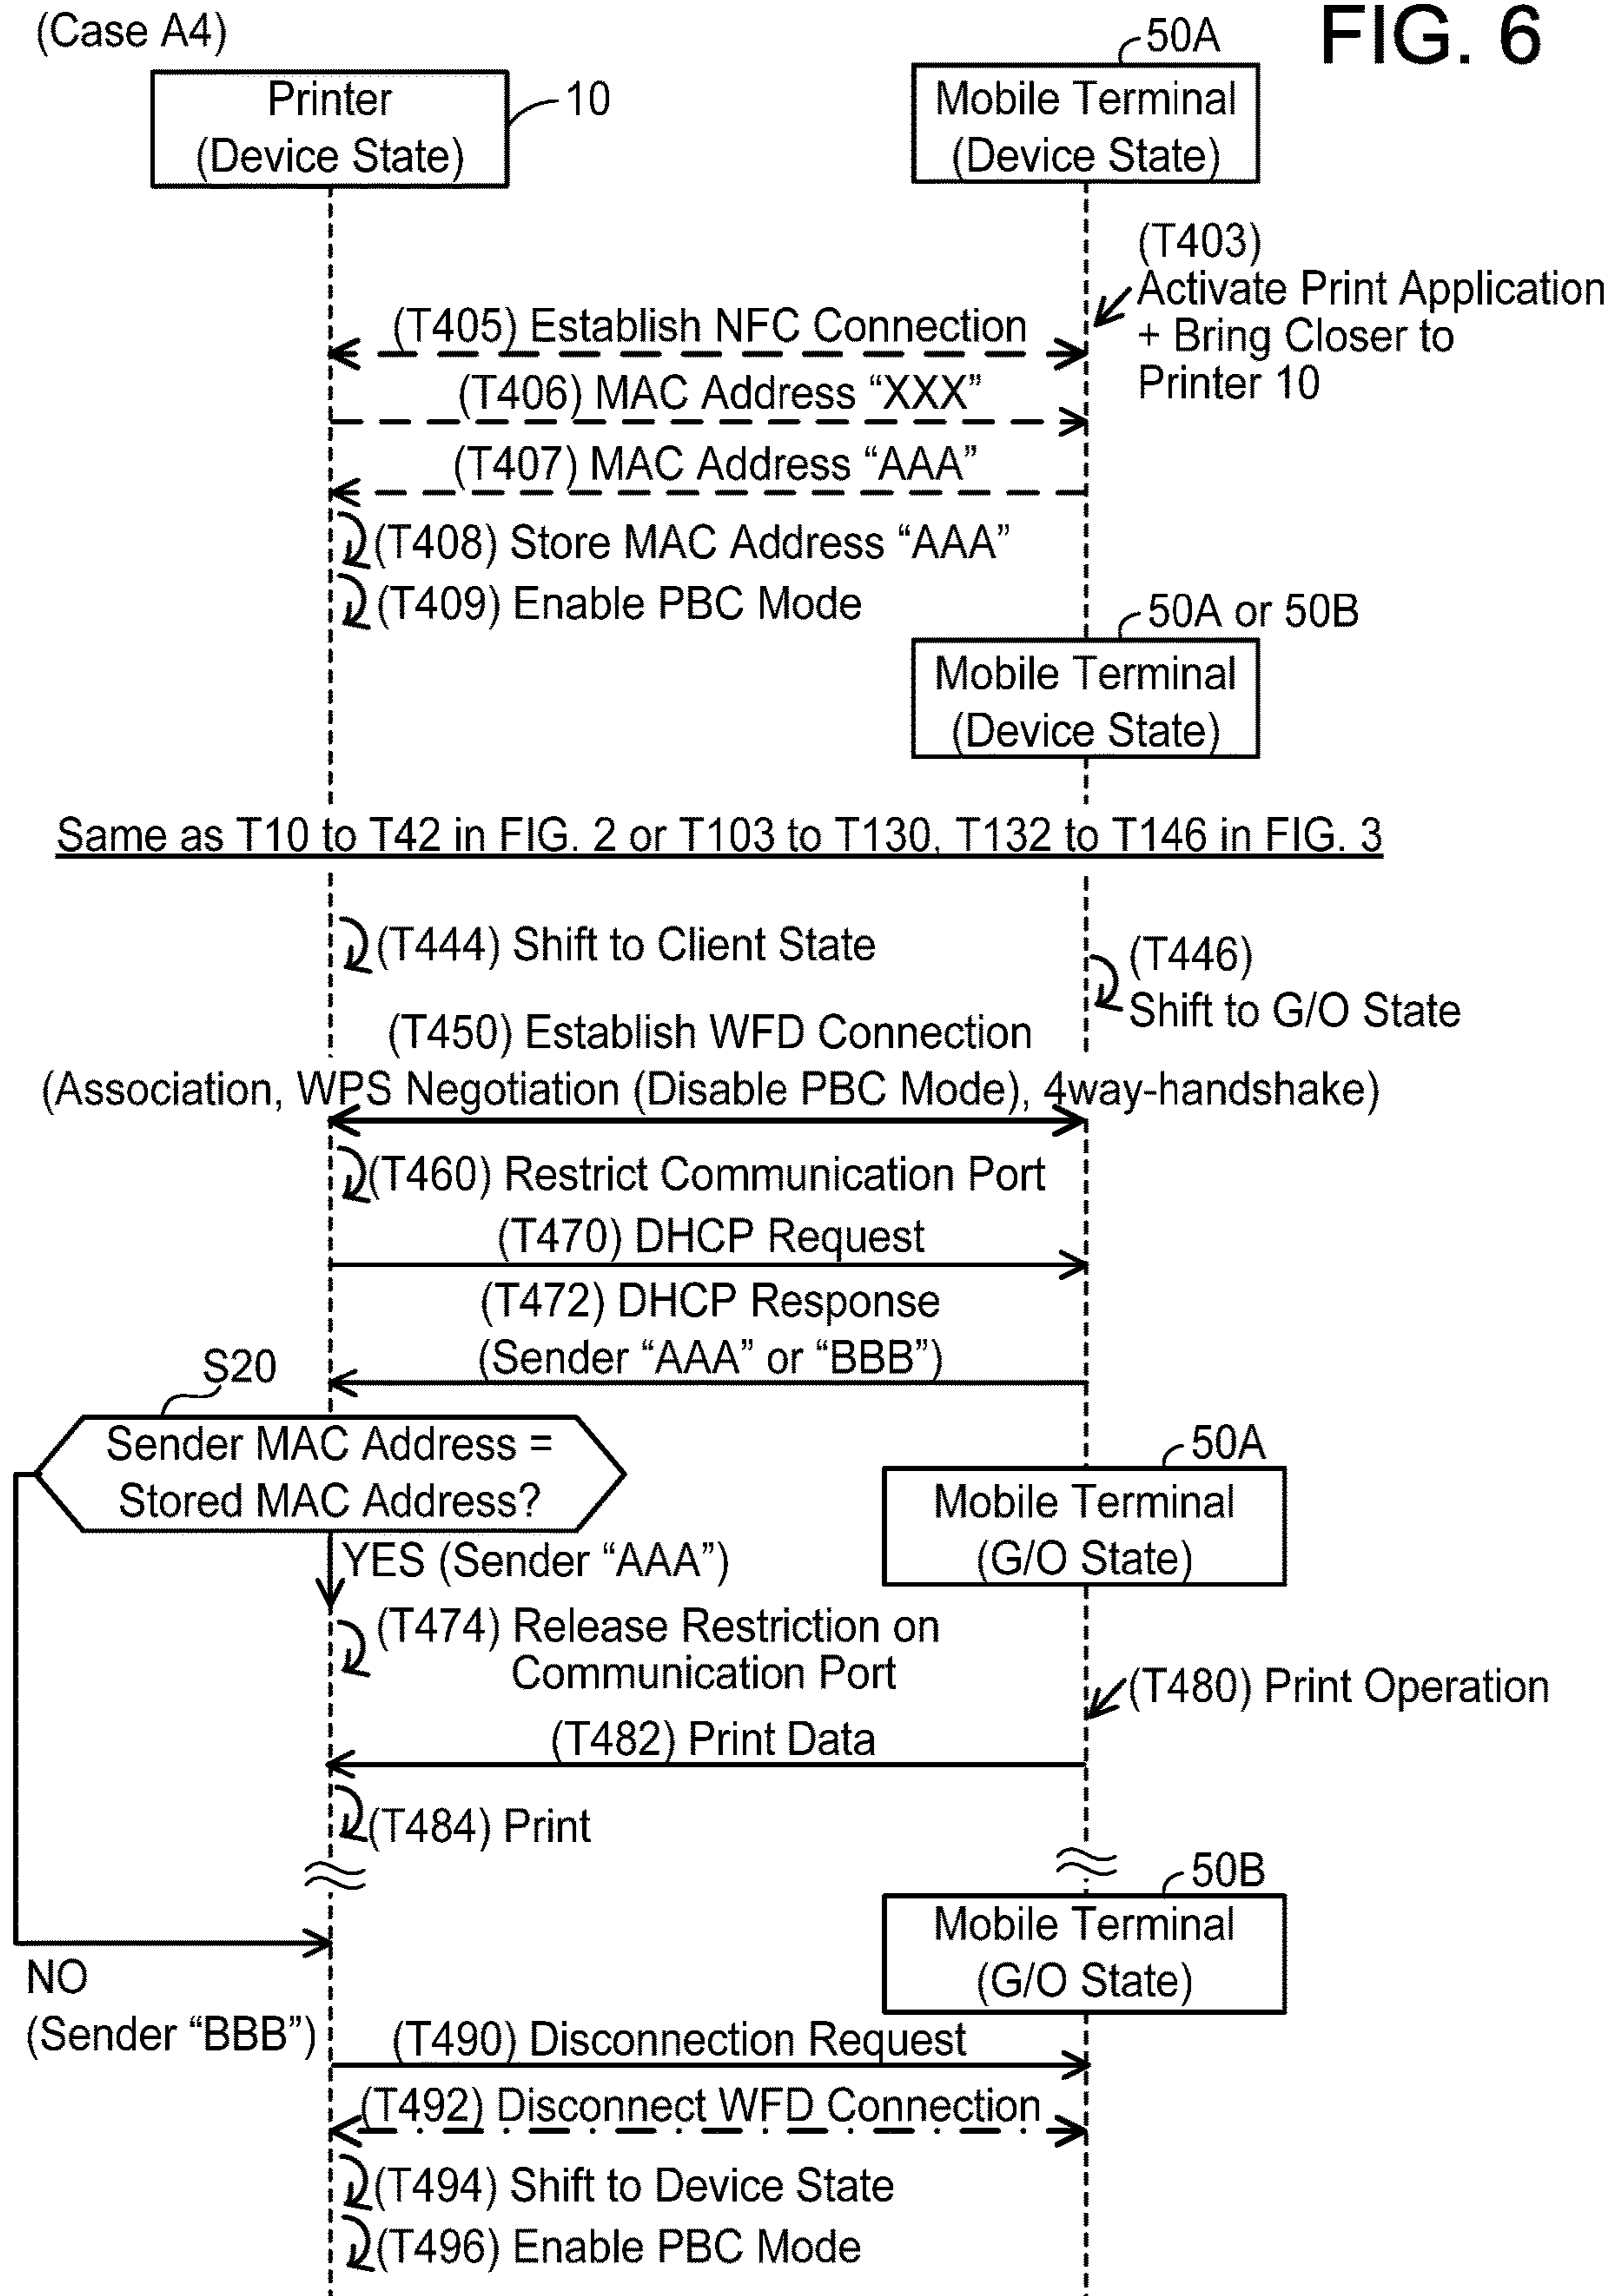 (Case A4)
FIG. 6
50A
Printer
(Device State)
10
Mobile Terminal
(Device State)
(T403)
Activate Print Application
+ Bring Closer to
Printer 10
(T405) Establish NFC Connection
(T406) MAC Address “XXX”
(T407) MAC Address “AAA”
(T408) Store MAC Address “AAA”
(T409) Enable PBC Mode
50A or 50B
Mobile Terminal
(Device State)
Same as T10 to T42 in FIG. 2 or T103 to T130, T132 to T146 in FIG. 3
(T444) Shift to Client State
(T446)
Shift to G/O State
(T450) Establish WFD Connection
(Association, WPS Negotiation (Disable PBC Mode), 4way-handshake)
(T460) Restrict Communication Port
(T470) DHCP Request
(T472) DHCP Response
(Sender “AAA” or “BBB”)
S20
Sender MAC Address =
Stored MAC Address?
50A
Mobile Terminal
(G/O State)
YES (Sender “AAA”)
(T474) Release Restriction on
Communication Port
(T480) Print Operation
(T482) Print Data
(T484) Print
50B
Mobile Terminal
(G/O State)
NO
(Sender “BBB”)
(T490) Disconnection Request
(T492) Disconnect WFD Connection
(T494) Shift to Device State
(T496) Enable PBC Mode